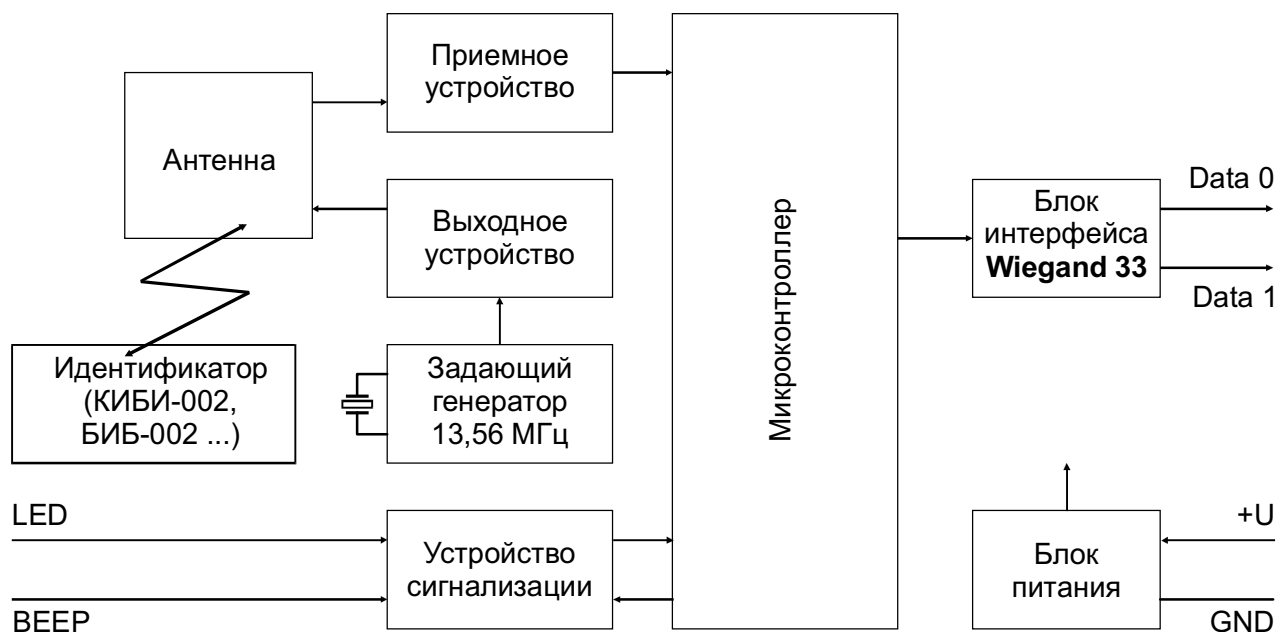 Приемное
устройство
Антенна
Выходное
устройство
Идентификатор
(КИБИ-002,
БИБ-002 ...)
Задающий
генератор
13,56 МГц
LED
BEEP
Устройство
сигнализации
Микроконтроллер
Блок
интерфейса
Wiegand 33
Data 0
Data 1
Блок
питания
+U
GND